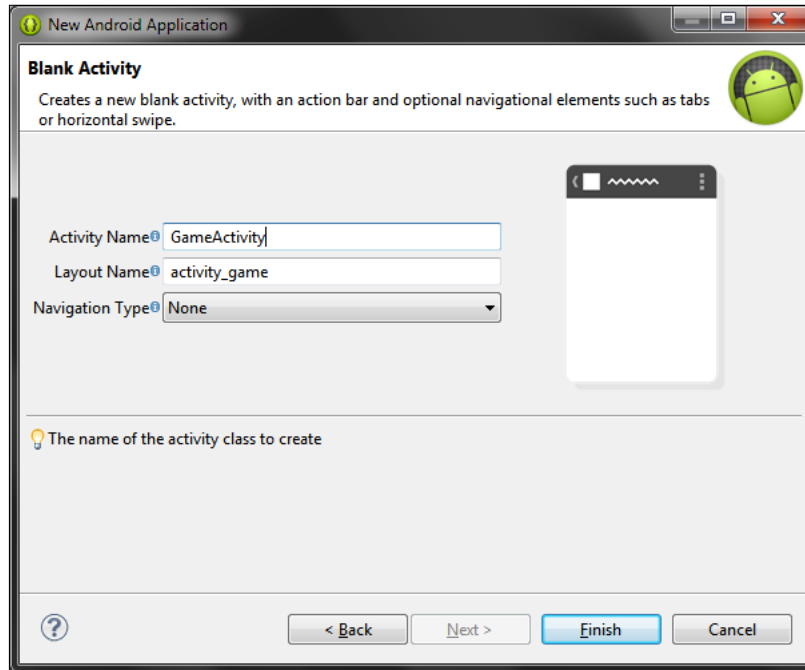 New Android Application
Blank Activity
Creates a new blank activity, with an action bar and optional navigational elements such as tabs
or horizontal swipe.
Activity Name GameActivity
Layout Name activity_game
Navigation Type None
The name of the activity class to create
? < Back Next > Finish Cancel